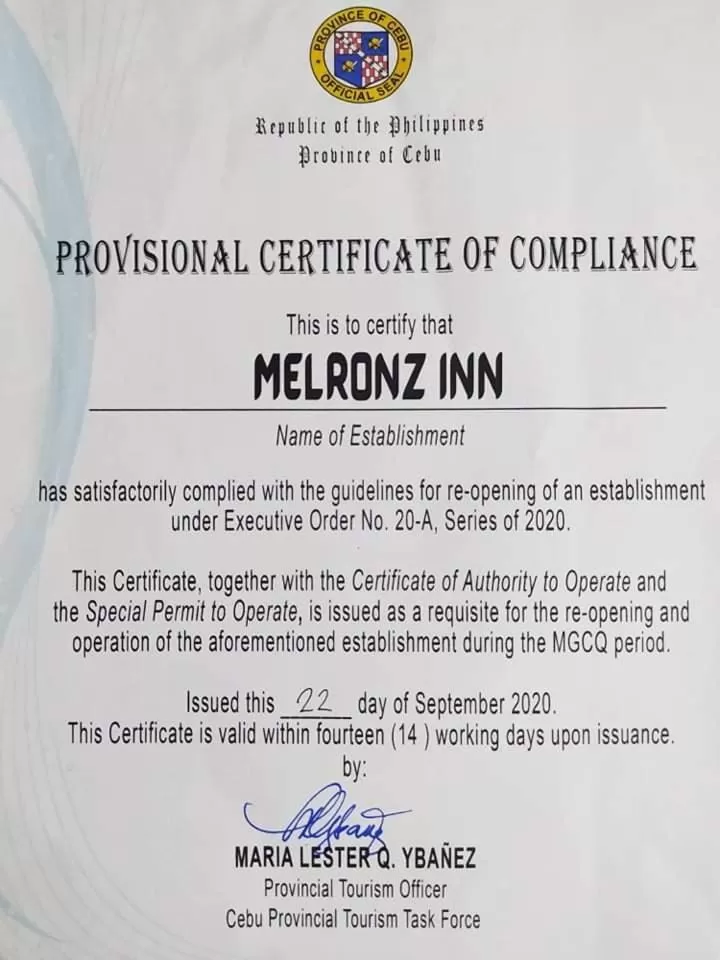 PROVINCE OF CEBU
OFFICIAL SEAL
Republic of the Philippines
Province of Cebu
PROVISIONAL CERTIFICATE OF COMPLIANCE
This is to certify that
MELRONZ INN
Name of Establishment
has satisfactorily complied with the guidelines for re-opening of an establishment
under Executive Order No. 20-A, Series of 2020.
This Certificate, together with the Certificate of Authority to Operate and
the Special Permit to Operate, is issued as a requisite for the re-opening and
operation of the aforementioned establishment during the MGCQ period.
Issued this 22 day of September 2020.
This Certificate is valid within fourteen (14 ) working days upon issuance.
by:
MARIA LESTER Q. YBAÑEZ
Provincial Tourism Officer
Cebu Provincial Tourism Task Force